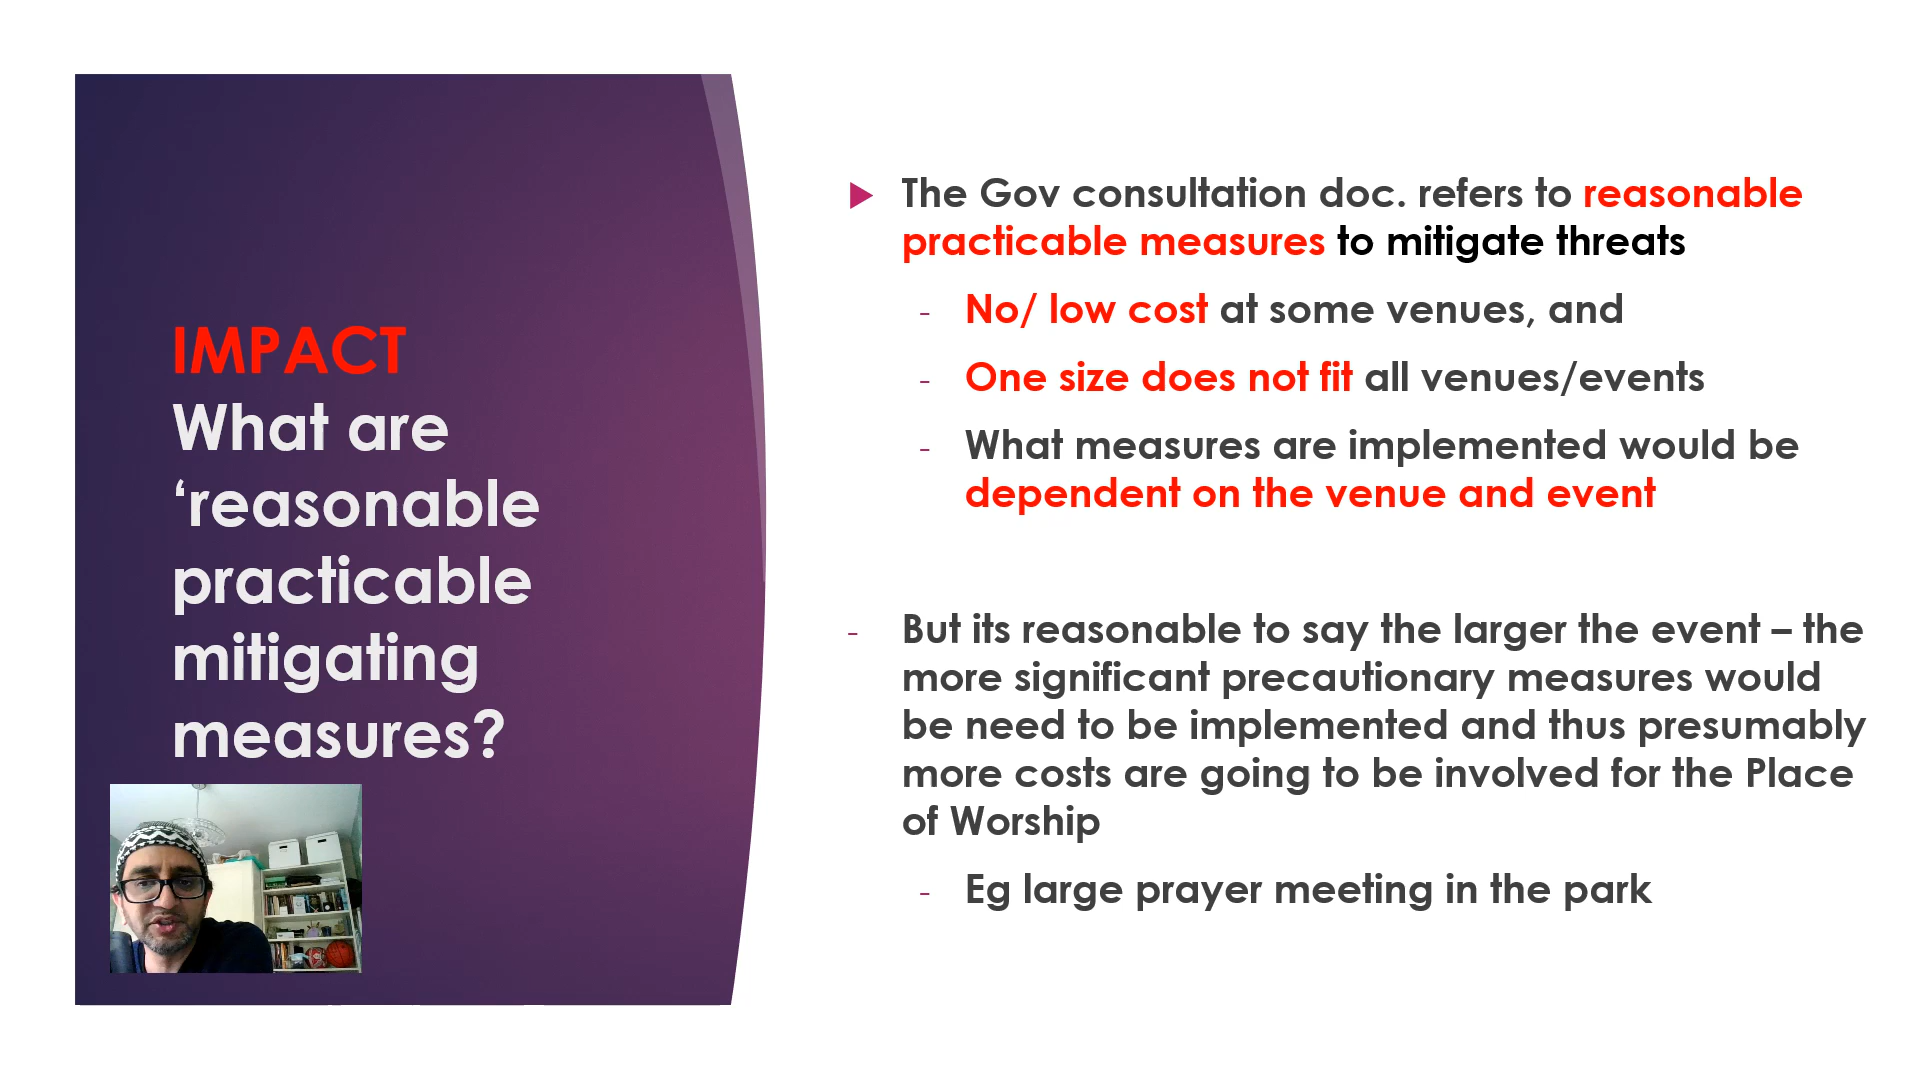 IMPACT
What are
‘reasonable
practicable
mitigating
measures?
The Gov consultation doc. refers to reasonable
practicable measures to mitigate threats
- No/ low cost at some venues, and
- One size does not fit all venues/events
- What measures are implemented would be
dependent on the venue and event
- But its reasonable to say the larger the event – the
more significant precautionary measures would
be need to be implemented and thus presumably
more costs are going to be involved for the Place
of Worship
- Eg large prayer meeting in the park